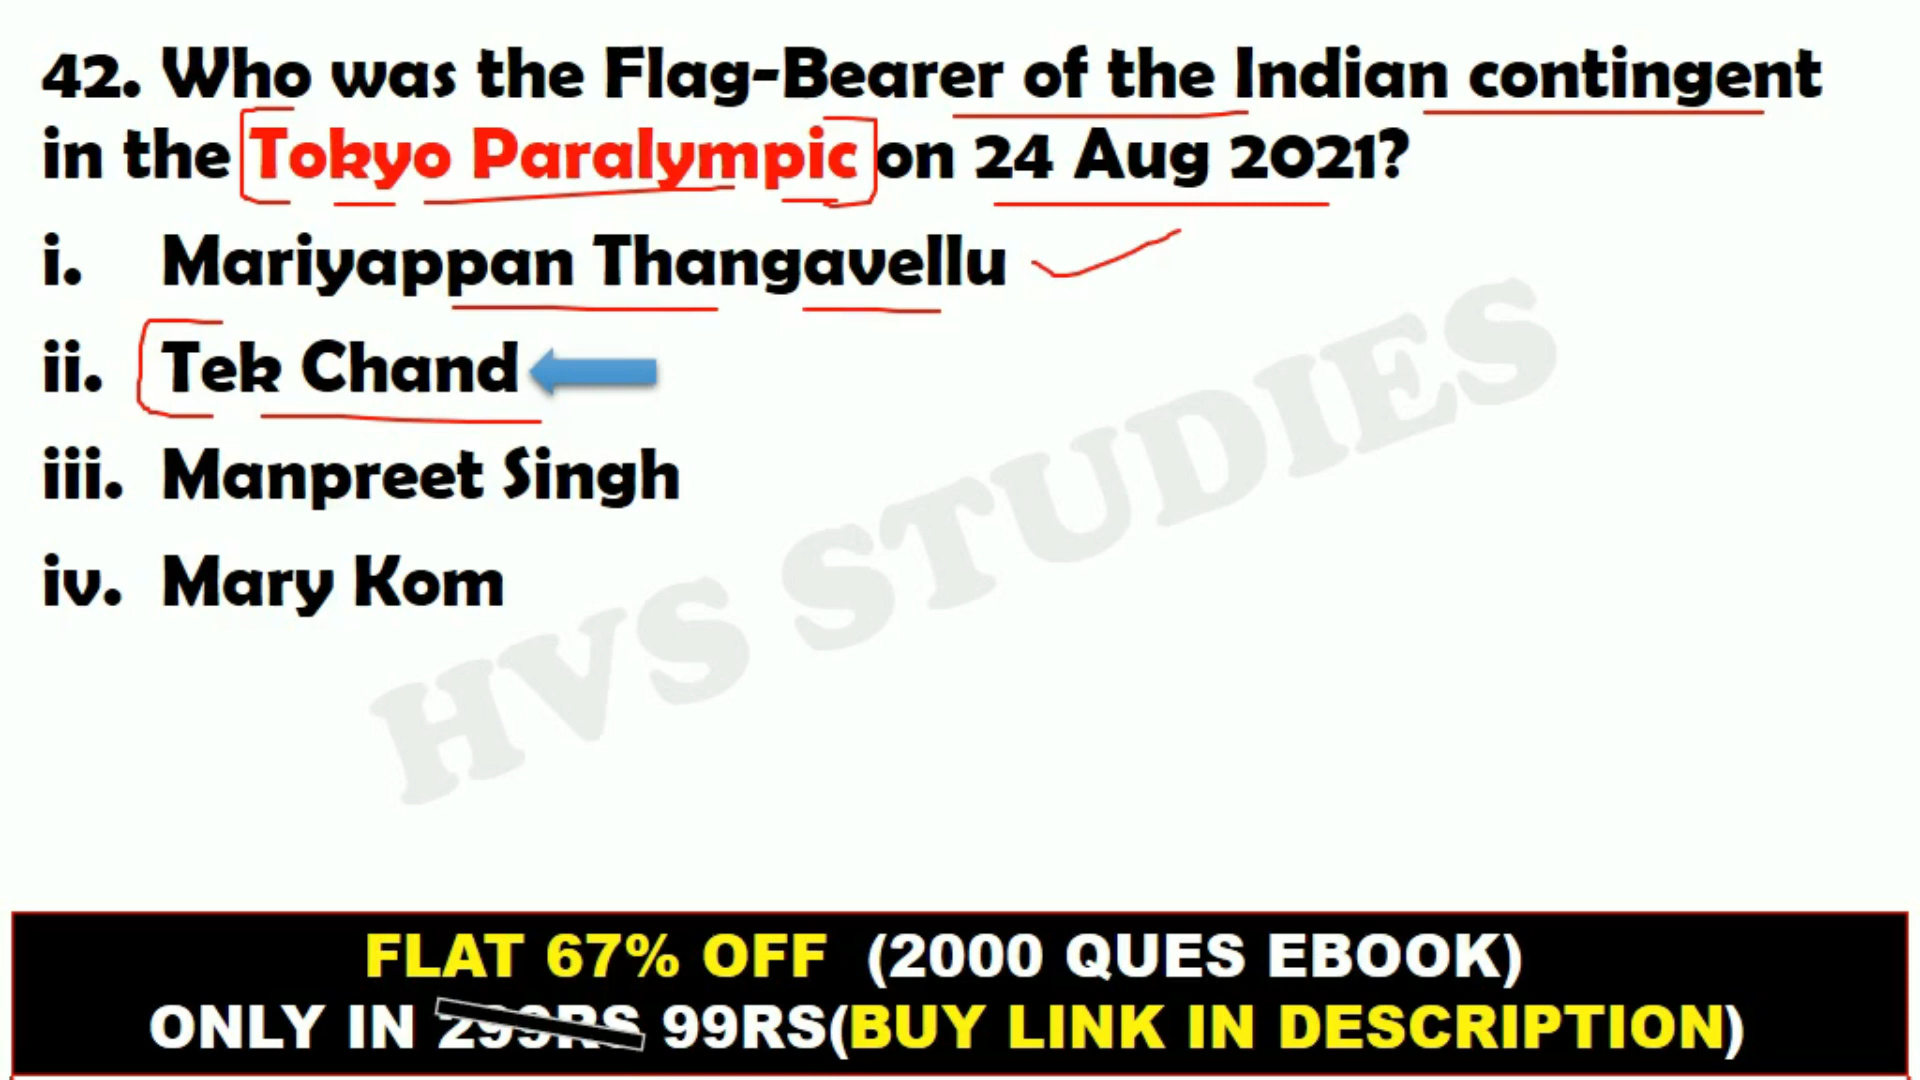 42. Who was the Flag-Bearer of the Indian contingent
in the Tokyo Paralympic on 24 Aug 2021?
i. Mariyappan Thangavellu
ii. Tek Chand
iii. Manpreet Singh
iv. Mary Kom
HVS STUDIES
FLAT 67% OFF (2000 QUES EBOOK)
ONLY IN 299RS 99RS(BUY LINK IN DESCRIPTION)